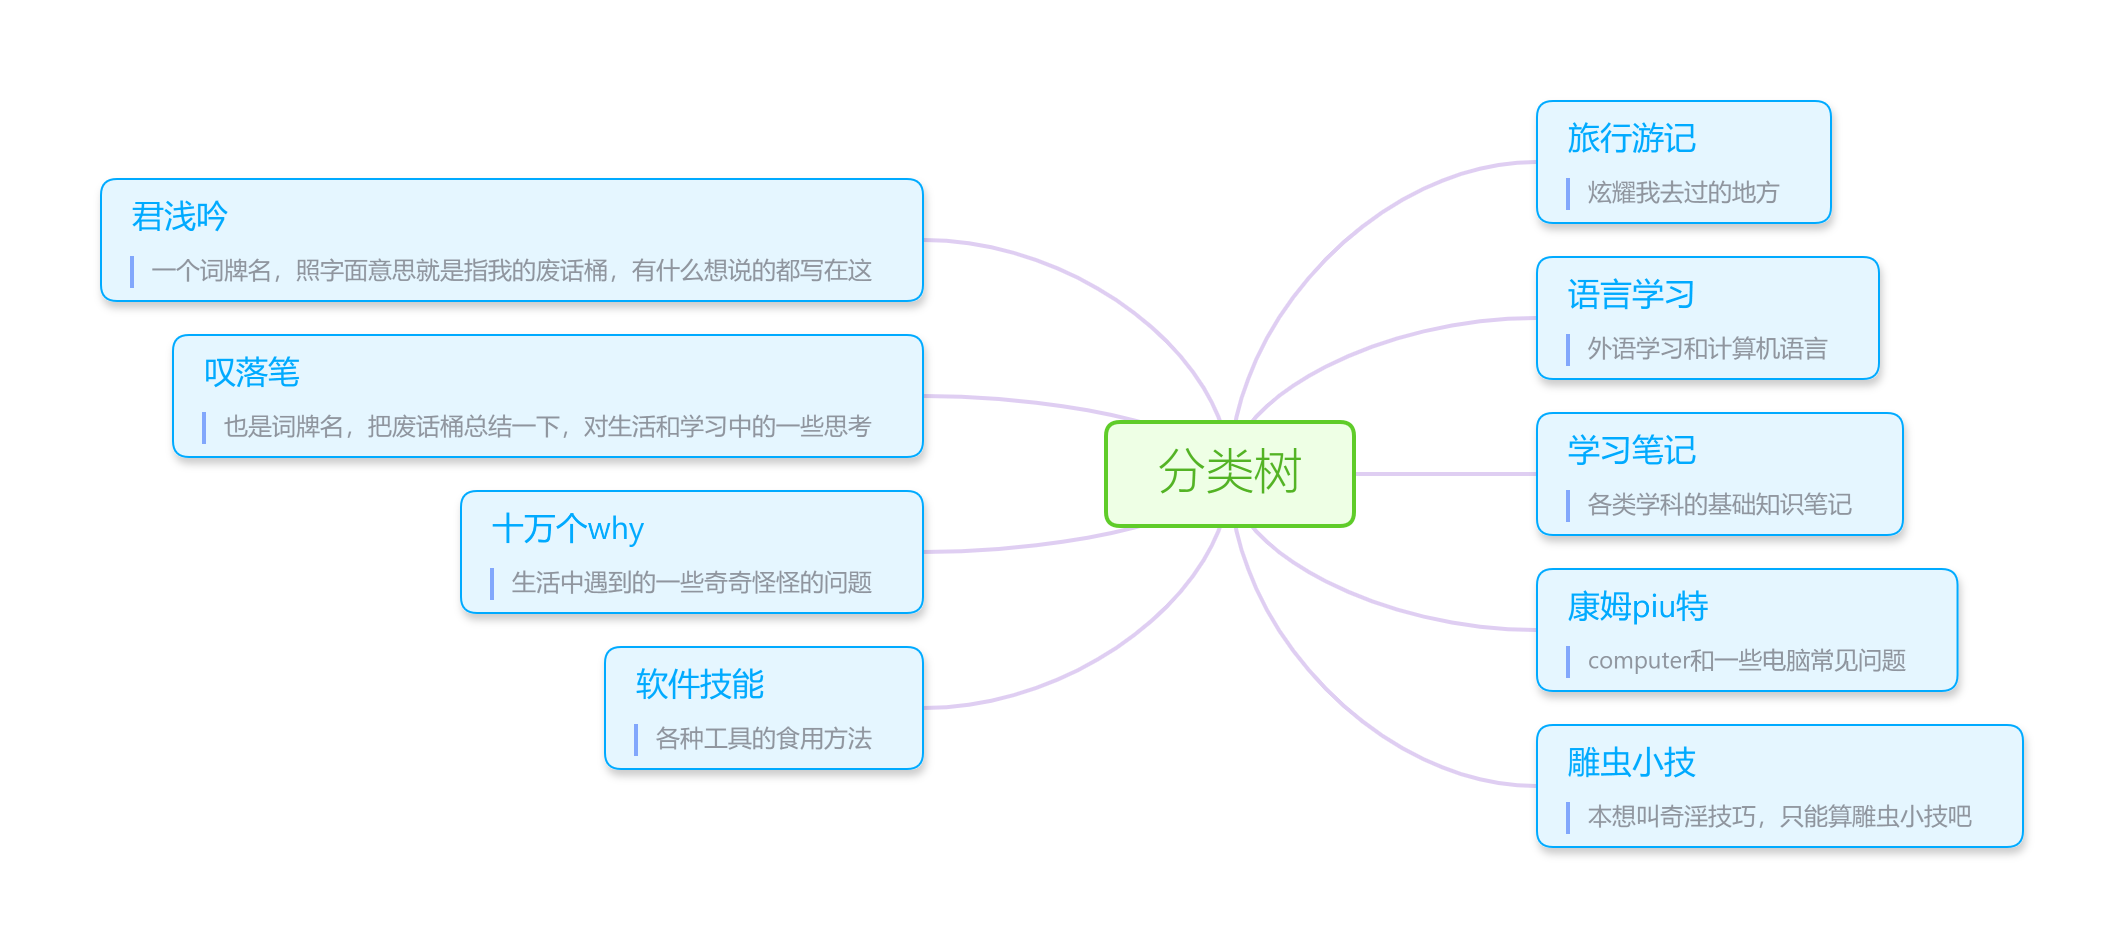 分类树
旅行游记
炫耀我去过的地方
语言学习
外语学习和计算机语言
学习笔记
各类学科的基础知识笔记
康姆piu特
computer和一些电脑常见问题
雕虫小技
本想叫奇淫技巧，只能算雕虫小技吧
君浅吟
一个词牌名，照字面意思就是指我的废话桶，有什么想说的都写在这
叹落笔
也是词牌名，把废话桶总结一下，对生活和学习中的一些思考
十万个why
生活中遇到的一些奇奇怪怪的问题
软件技能
各种工具的食用方法